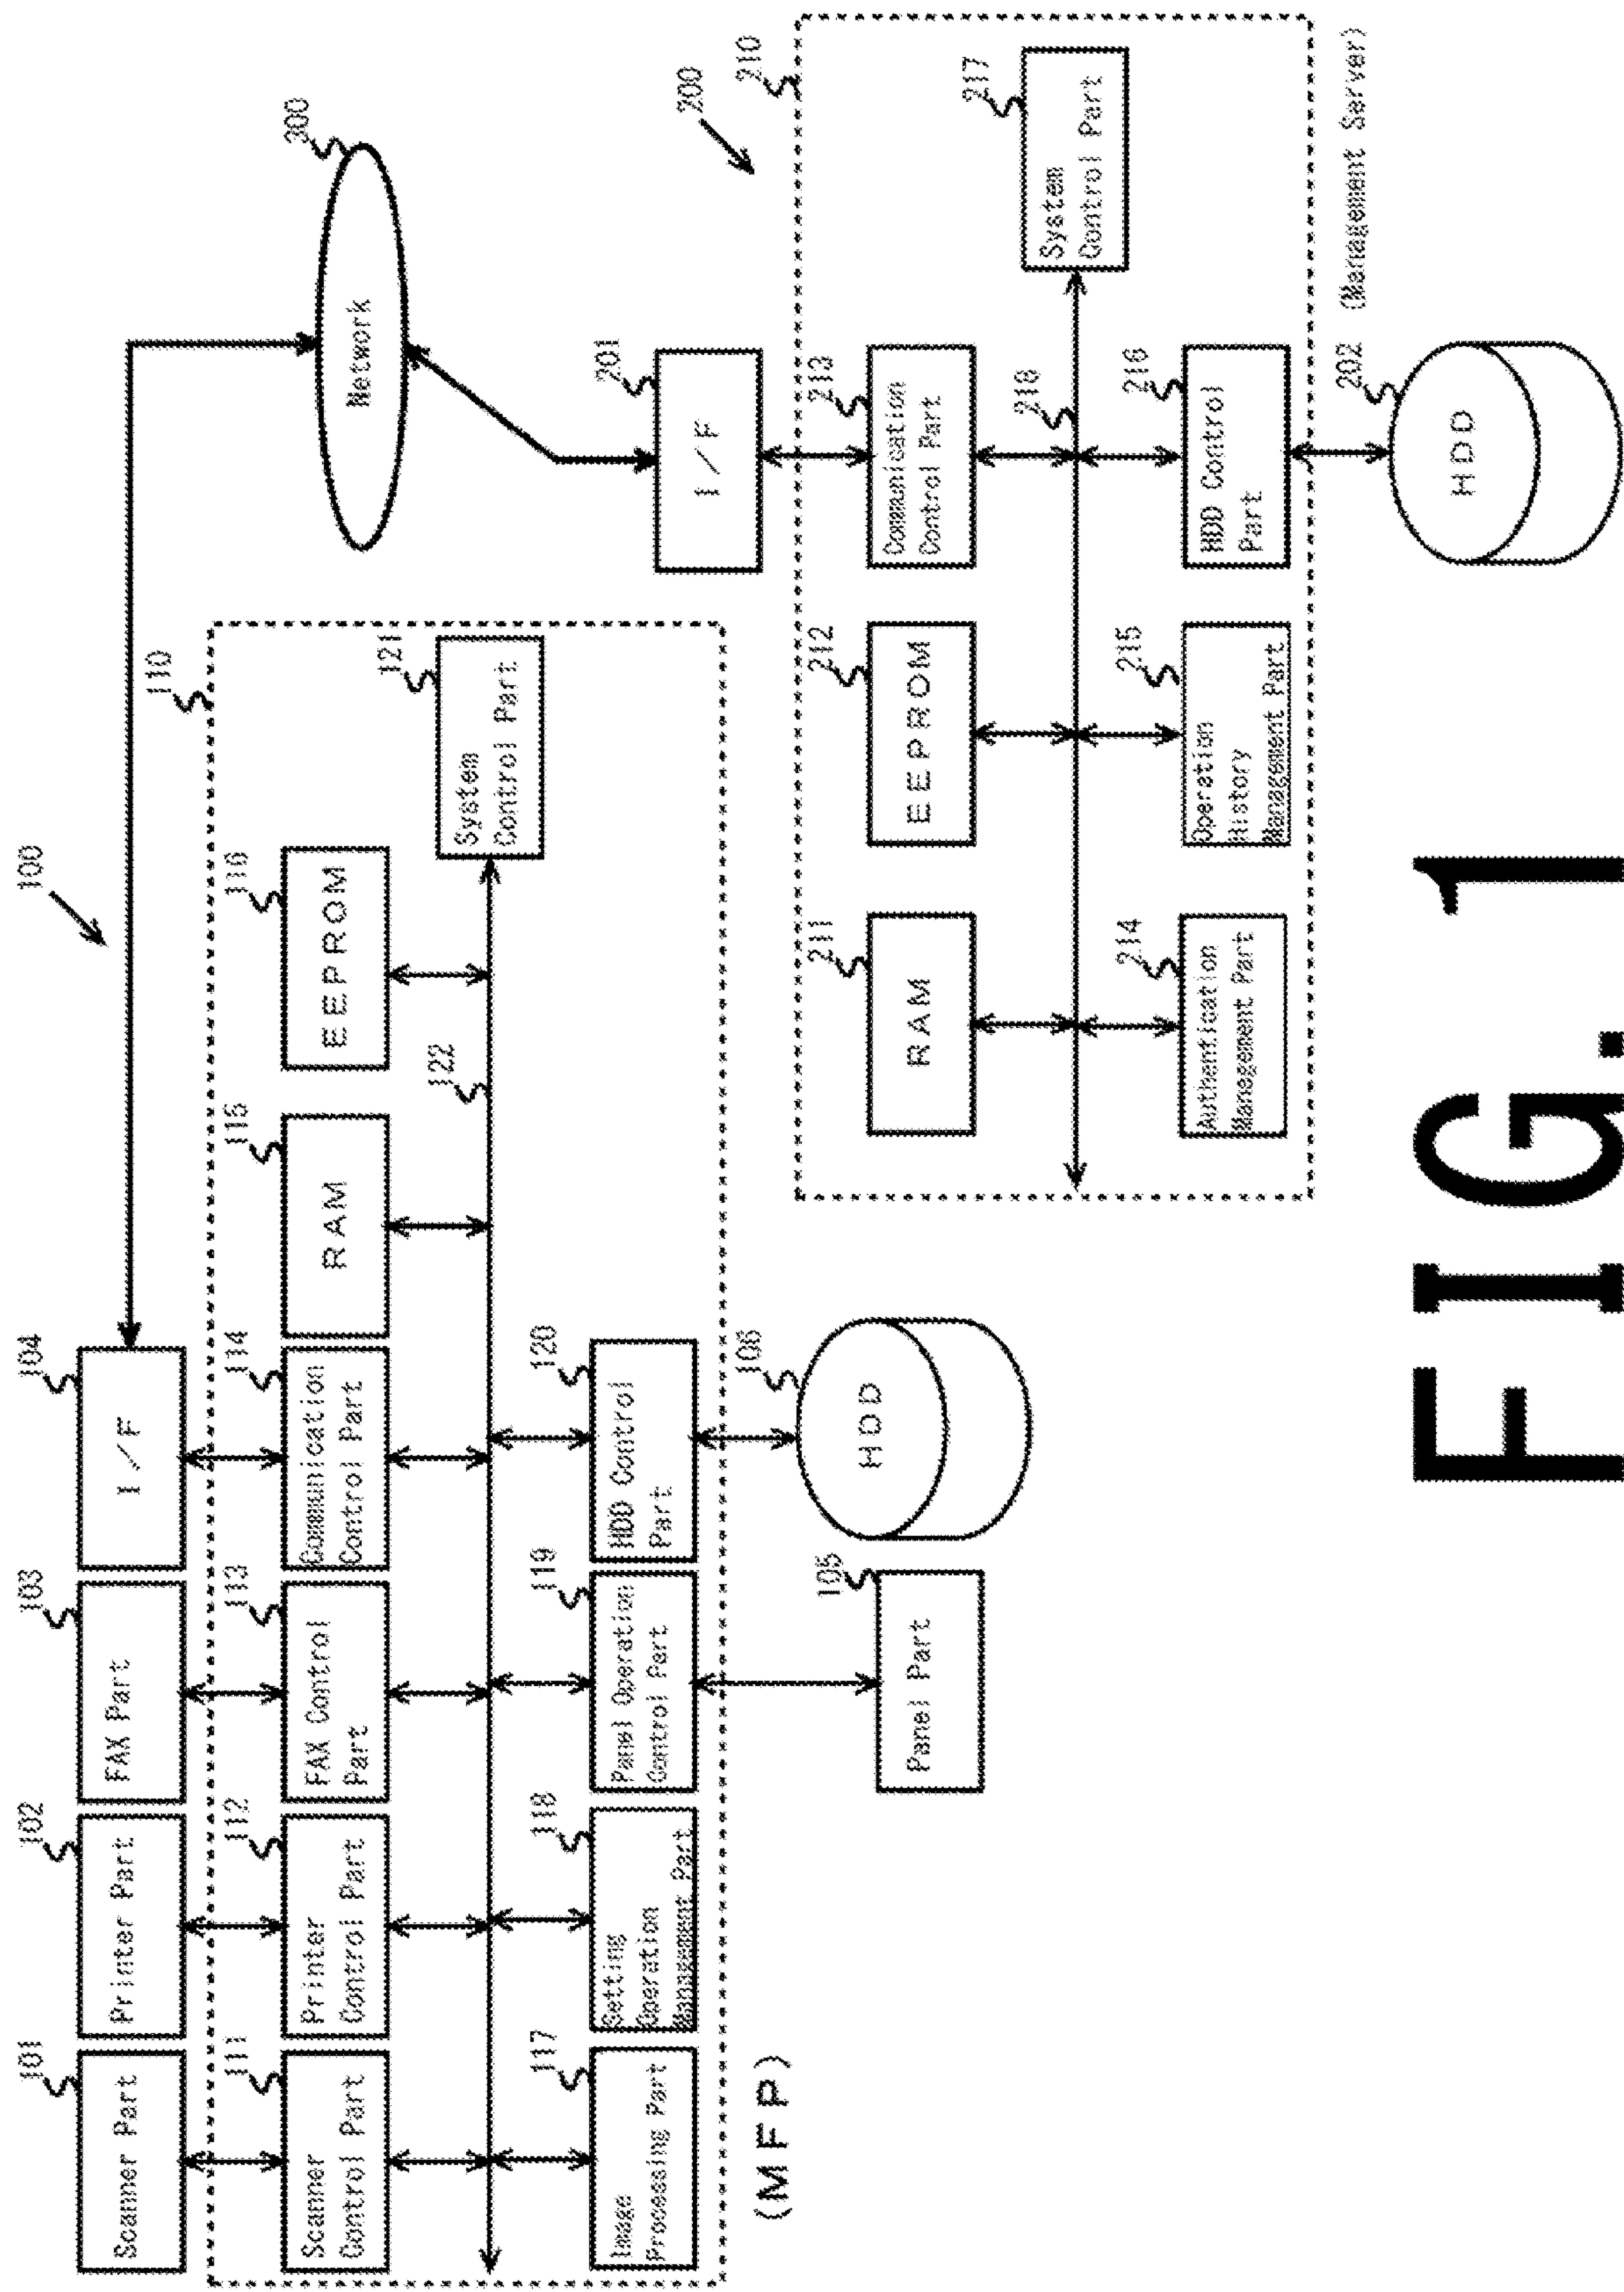 100
101
Scanner Part
102
Printer Part
103
FAX Part
104
I/F
110
111
Scanner
Control Part
112
Printer
Control Part
113
FAX Control
Part
114
Communication
Control Part
115
RAM
116
EEPROM
121
System
Control Part
122
117
Image
Processing Part
118
Setting
Operation
Management Part
119
Panel Operation
Control Part
120
HDD Control
Part
(MFP)
105
Panel Part
106
HDD
300
Network
200
201
I/F
210
211
RAM
212
EEPROM
213
Communication
Control Part
217
System
Control Part
218
214
Authentication
Management Part
215
Operation
History
Management Part
216
HDD Control
Part
202
HDD
(Management Server)
FIG. 1